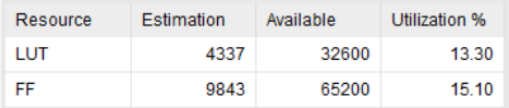 Resource Estimation Available Utilization %
LUT 4337 32600 13.30
FF 9843 65200 15.10